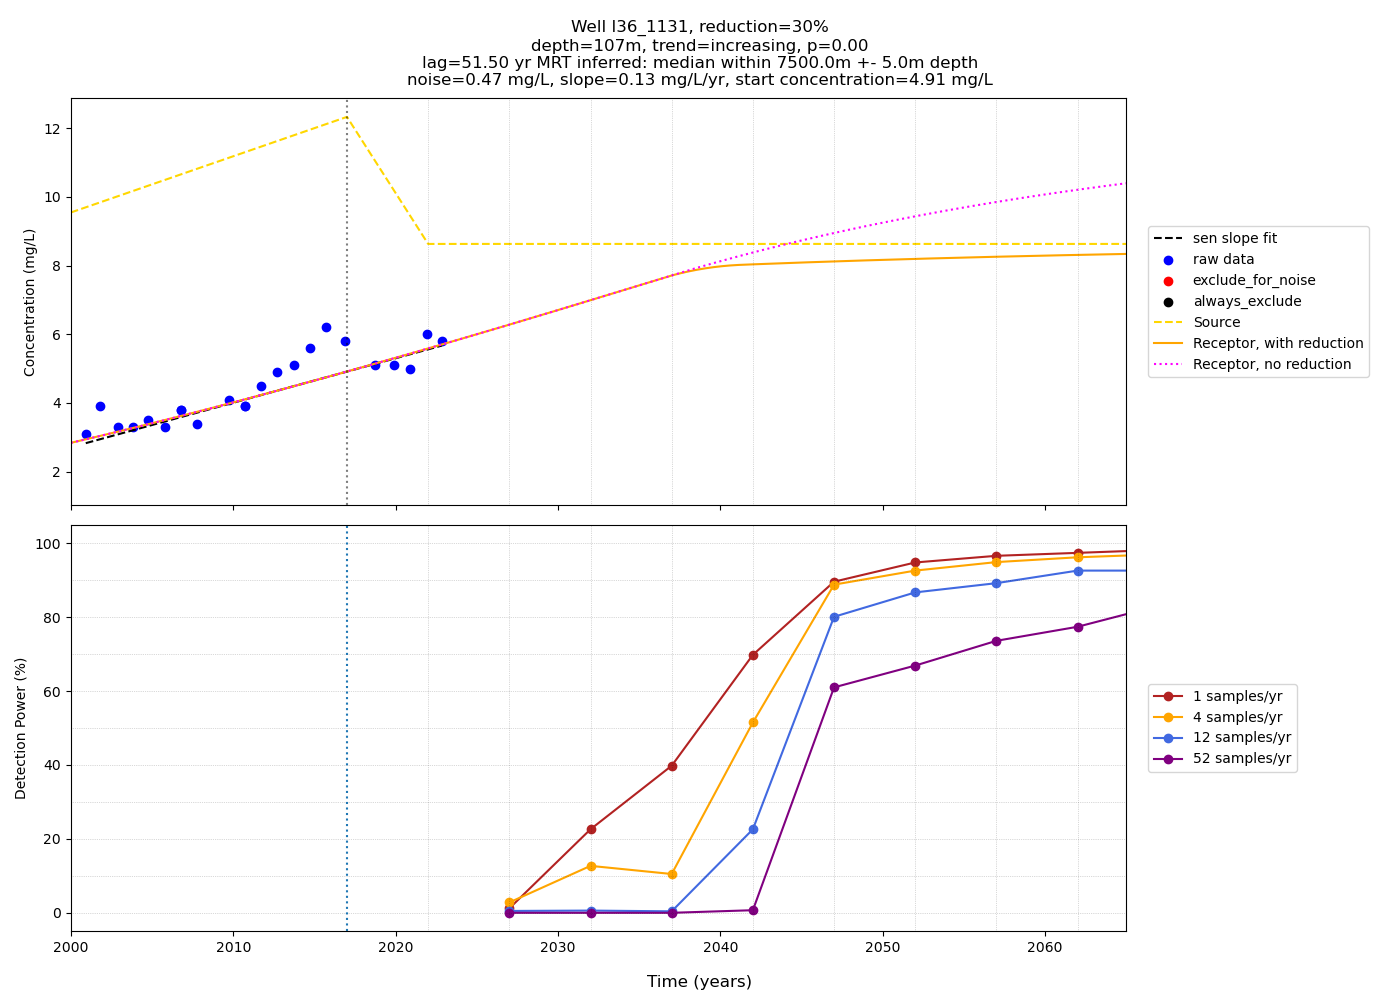 Well l36_1131, reduction=30%
depth=107m, trend=increasing, p=0.00
lag=51.50 yr MRT inferred: median within 7500.0m +- 5.0m depth
noise=0.47 mg/L, slope=0.13 mg/L/yr, start concentration=4.91 mg/L
Concentration (mg/L)
12
10
8
6
4
2
sen slope fit
raw data
exclude_for_noise
always_exclude
Source
Receptor, with reduction
Receptor, no reduction
Detection Power (%)
100
80
60
40
20
0
2000 2010 2020 2030 2040 2050 2060
Time (years)
1 samples/yr
4 samples/yr
12 samples/yr
52 samples/yr